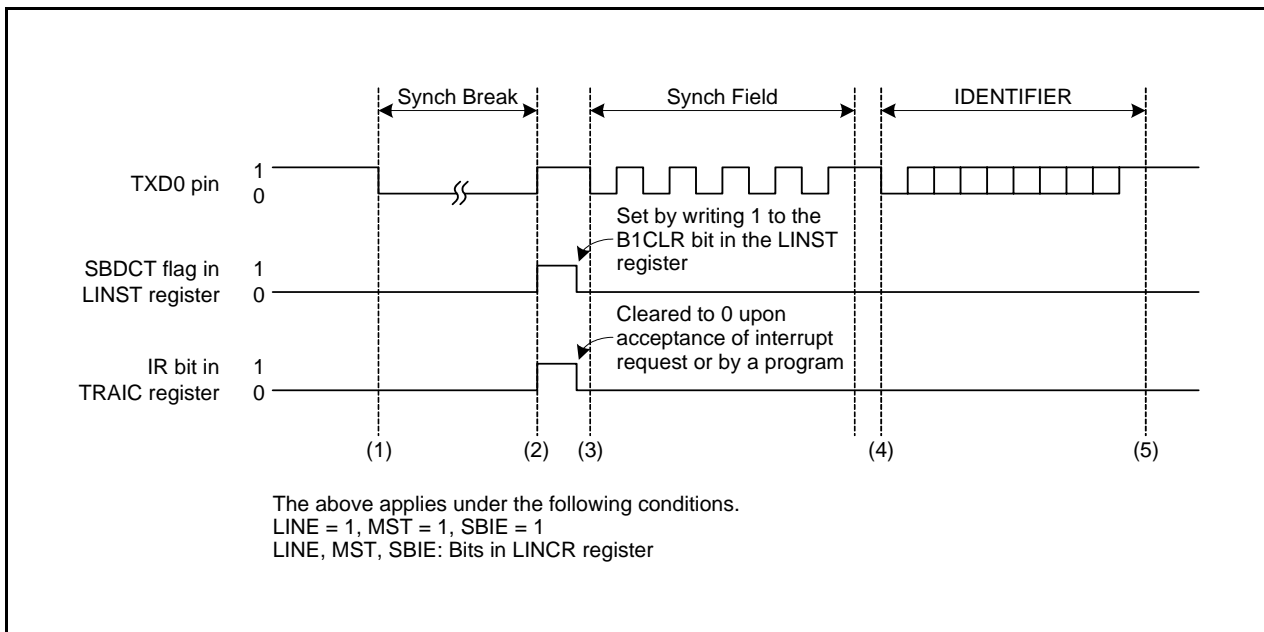 Synch Break
Synch Field
IDENTIFIER
TXD0 pin
1
0
Set by writing 1 to the
B1CLR bit in the LINST
register
SBDCT flag in
LINST register
1
0
Cleared to 0 upon
acceptance of interrupt
request or by a program
IR bit in
TRAIC register
1
0
(1)
(2)
(3)
(4)
(5)
The above applies under the following conditions.
LINE = 1, MST = 1, SBIE = 1
LINE, MST, SBIE: Bits in LINCR register